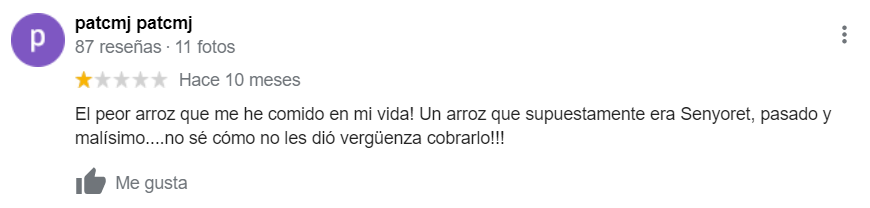 p
patcmj patcmj
87 reseñas · 11 fotos
Hace 10 meses
El peor arroz que me he comido en mi vida! Un arroz que supuestamente era Senyoret, pasado y
malísimo....no sé cómo no les dió vergüenza cobrarlo!!!
Me gusta